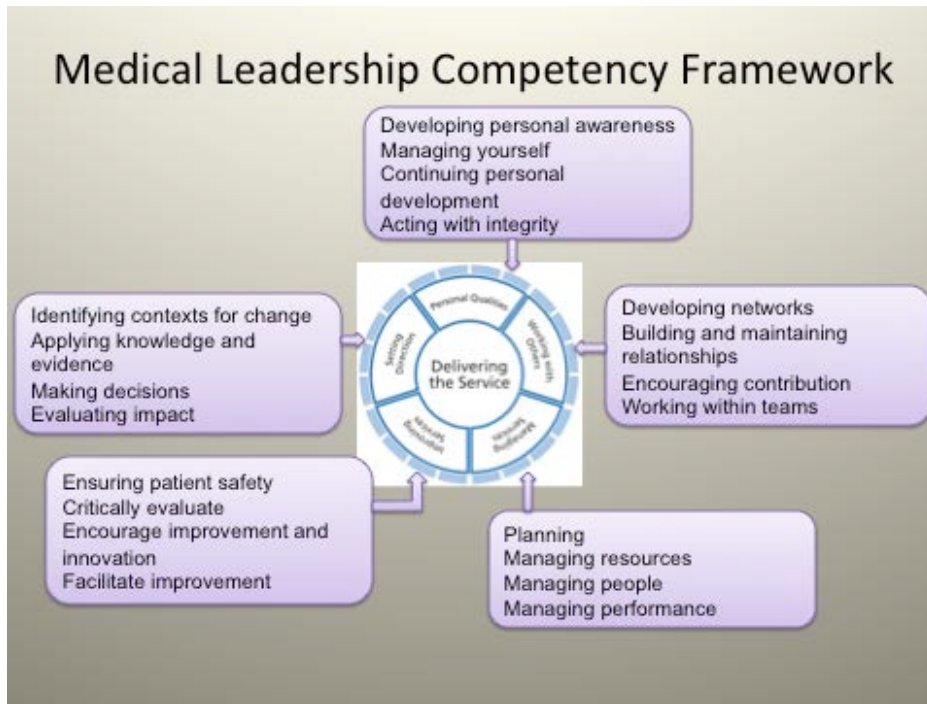 Medical Leadership Competency Framework
Developing personal awareness
Managing yourself
Continuing personal
development
Acting with integrity
Identifying contexts for change
Applying knowledge and
evidence
Making decisions
Evaluating impact
Personal Qualities
Working with
Others
Managing
Services
Improving
Services
Setting
Direction
Delivering
the Service
Developing networks
Building and maintaining
relationships
Encouraging contribution
Working within teams
Ensuring patient safety
Critically evaluate
Encourage improvement and
innovation
Facilitate improvement
Planning
Managing resources
Managing people
Managing performance